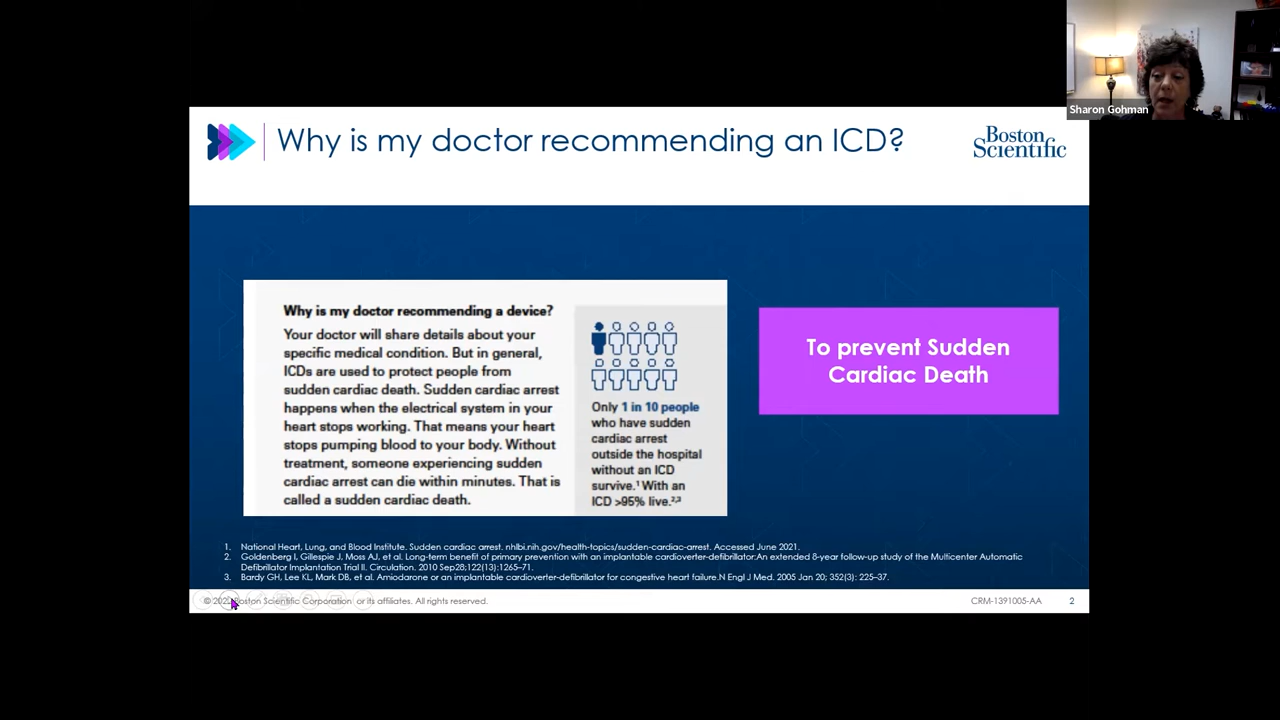 Sharon Gohman
Why is my doctor recommending an ICD?
Boston
Scientific
Why is my doctor recommending a device?
Your doctor will share details about your
specific medical condition. But in general,
ICDs are used to protect people from
sudden cardiac death. Sudden cardiac arrest
happens when the electrical system in your
heart stops working. That means your heart
stops pumping blood to your body. Without
treatment, someone experiencing sudden
cardiac arrest can die within minutes. That is
called a sudden cardiac death.
Only 1 in 10 people
who have sudden
cardiac arrest
outside the hospital
without an ICD
survive.¹ With an
ICD >95% live.²,³
To prevent Sudden
Cardiac Death
1. National Heart, Lung, and Blood Institute. Sudden cardiac arrest. nhlbi.nih.gov/health-topics/sudden-cardiac-arrest. Accessed June 2021.
2. Goldenberg I, Gillespie J, Moss AJ, et al. Long-term benefit of primary prevention with an implantable cardioverter-defibrillator:An extended 8-year follow-up study of the Multicenter Automatic
Defibrillator Implantation Trial II. Circulation. 2010 Sep28;122(13):1265–71.
3. Bardy GH, Lee KL, Mark DB, et al. Amiodarone or an implantable cardioverter-defibrillator for congestive heart failure.N Engl J Med. 2005 Jan 20; 352(3): 225–37.
© Boston Scientific Corporation or its affiliates. All rights reserved.
CRM-1391005-AA 2